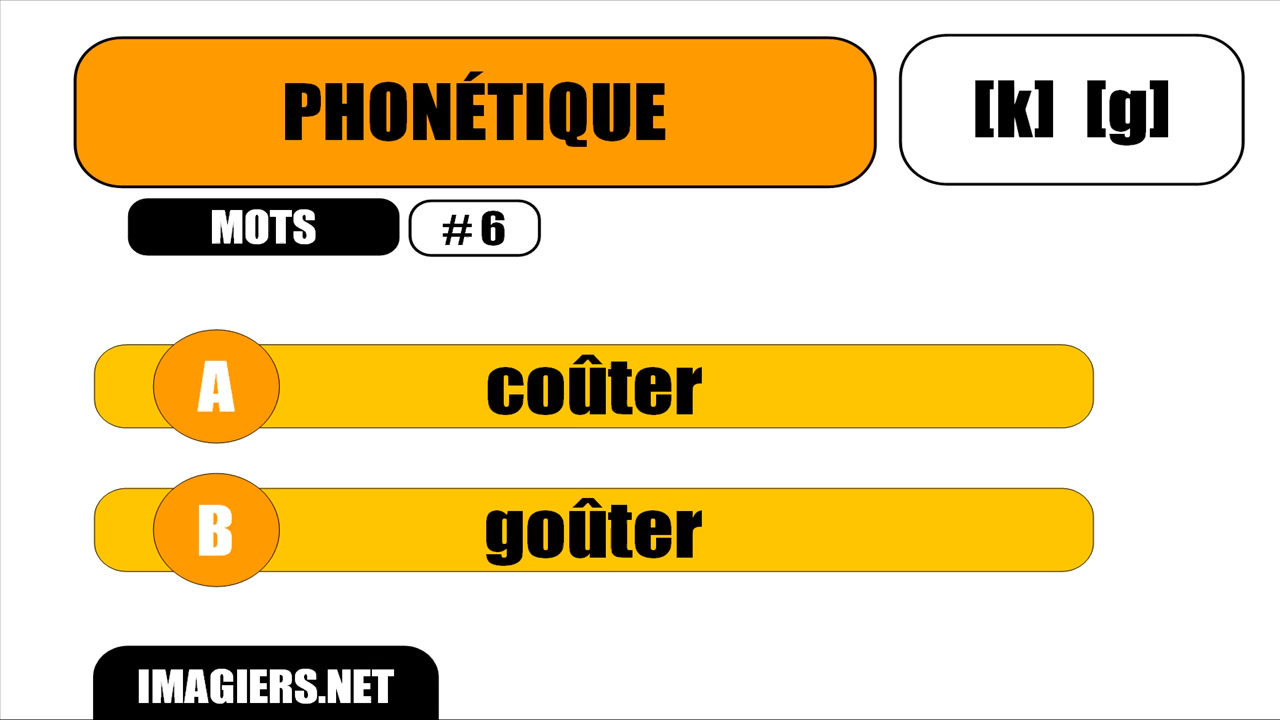 PHONÉTIQUE
[k] [g]
MOTS
# 6
A coûter
B goûter
IMAGIERS.NET